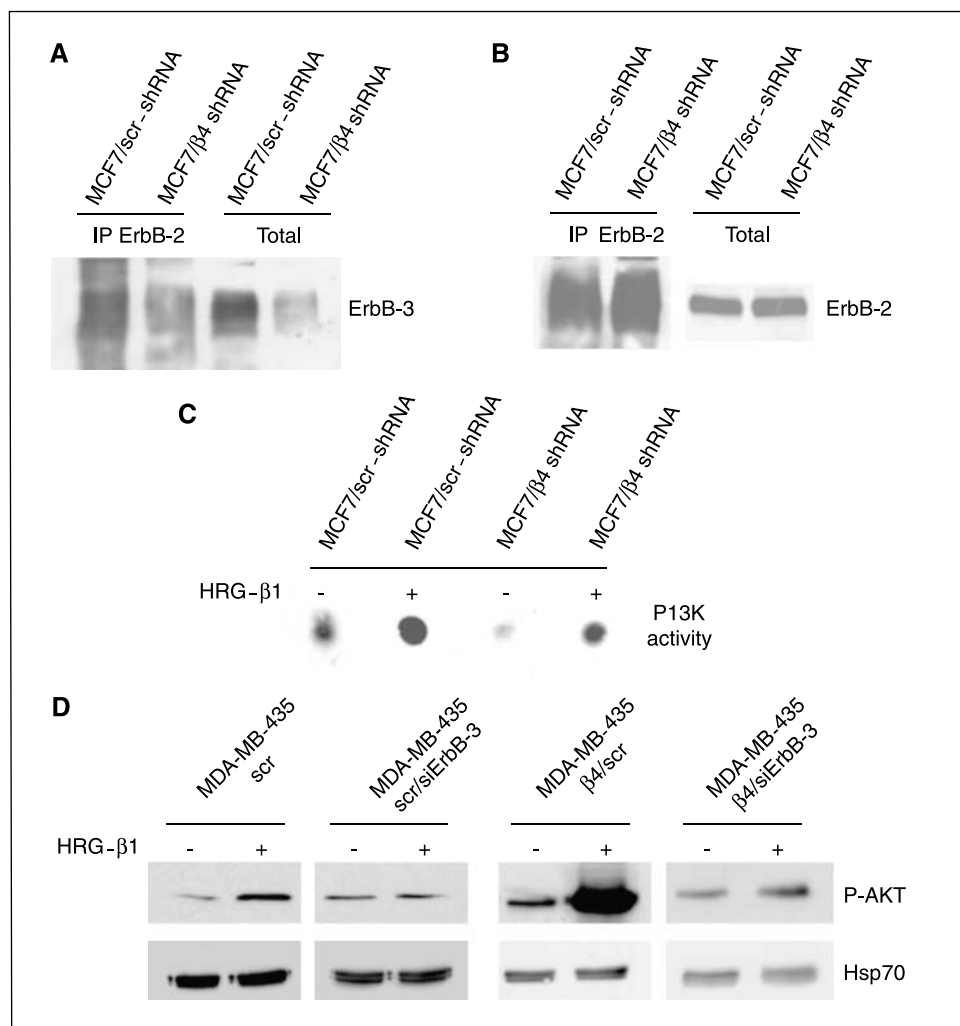 A
MCF7/scr-shRNA
MCF7/β4 shRNA
MCF7/scr-shRNA
MCF7/β4 shRNA
IP ErbB-2
Total
ErbB-3
B
MCF7/scr-shRNA
MCF7/β4 shRNA
MCF7/scr-shRNA
MCF7/β4 shRNA
IP ErbB-2
Total
ErbB-2
C
MCF7/scr-shRNA
MCF7/scr-shRNA
MCF7/β4 shRNA
MCF7/β4 shRNA
HRG-β1 - + - +
P13K
activity
D
MDA-MB-435
scr
MDA-MB-435
scr/siErbB-3
MDA-MB-435
β4/scr
MDA-MB-435
β4/siErbB-3
HRG-β1 - + - + - + - +
P-AKT
Hsp70